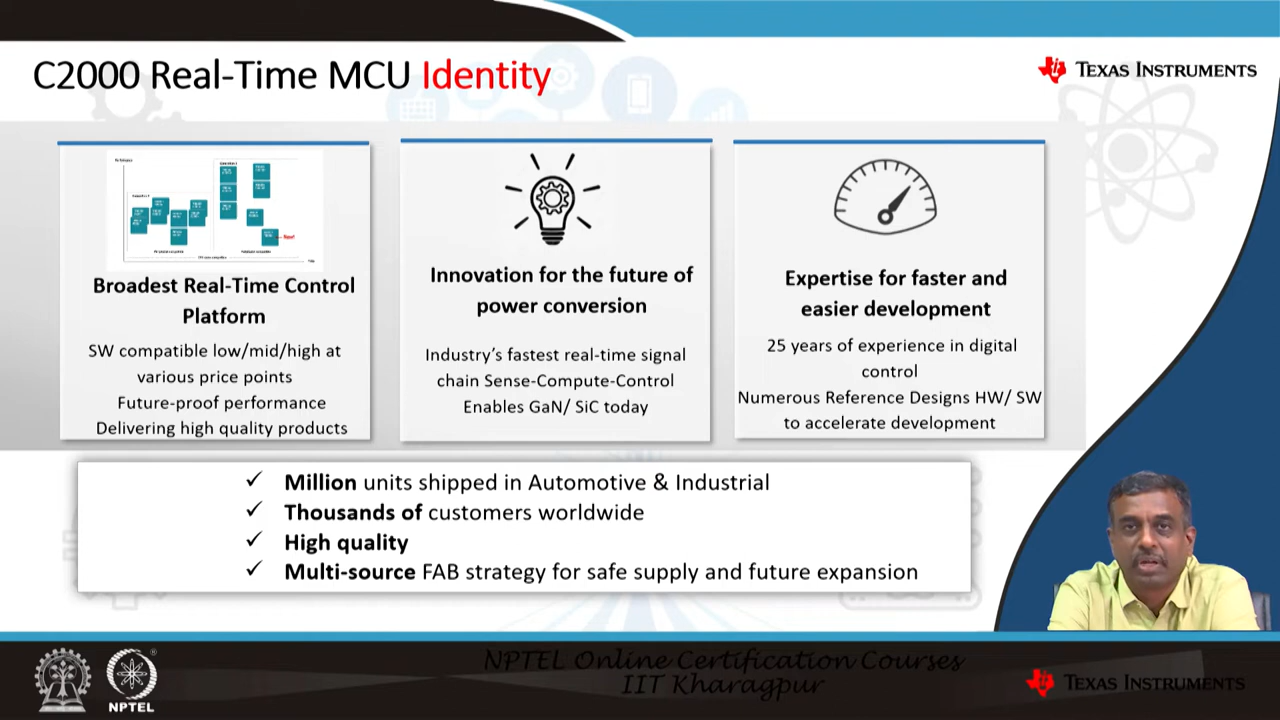 C2000 Real-Time MCU Identity
TEXAS INSTRUMENTS
Broadest Real-Time Control
Platform
SW compatible low/mid/high at
various price points
Future-proof performance
Delivering high quality products
Innovation for the future of
power conversion
Industry’s fastest real-time signal
chain Sense-Compute-Control
Enables GaN/ SiC today
Expertise for faster and
easier development
25 years of experience in digital
control
Numerous Reference Designs HW/ SW
to accelerate development
✓ Million units shipped in Automotive & Industrial
✓ Thousands of customers worldwide
✓ High quality
✓ Multi-source FAB strategy for safe supply and future expansion
NPTEL
NPTEL Online Certification Courses
IIT Kharagpur
TEXAS INSTRUMENTS